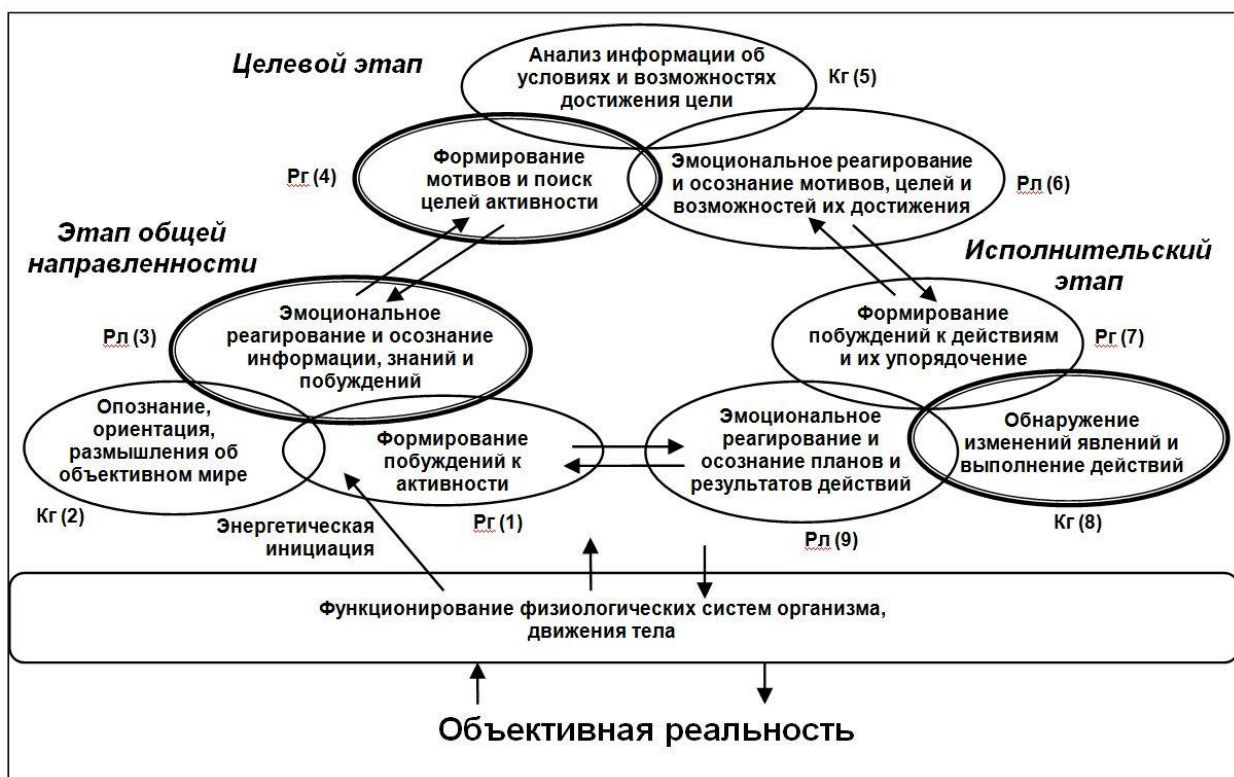 Целевой этап
Анализ информации об
условиях и возможностях
достижения цели
Кг (5)
Рг (4)
Формирование
мотивов и поиск
целей активности
Эмоциональное реагирование
и осознание мотивов, целей и
возможностей их достижения
Рл (6)
Этап общей
направленности
Исполнительский
этап
Рл (3)
Эмоциональное
реагирование и осознание
информации, знаний и
побуждений
Формирование
побуждений к действиям
и их упорядочение
Рг (7)
Опознание,
ориентация,
размышления об
объективном мире
Кг (2)
Формирование
побуждений к
активности
Рг (1)
Эмоциональное
реагирование и
осознание планов и
результатов действий
Рл (9)
Обнаружение
изменений явлений и
выполнение действий
Кг (8)
Энергетическая
инициация
Функционирование физиологических систем организма,
движения тела
Объективная реальность